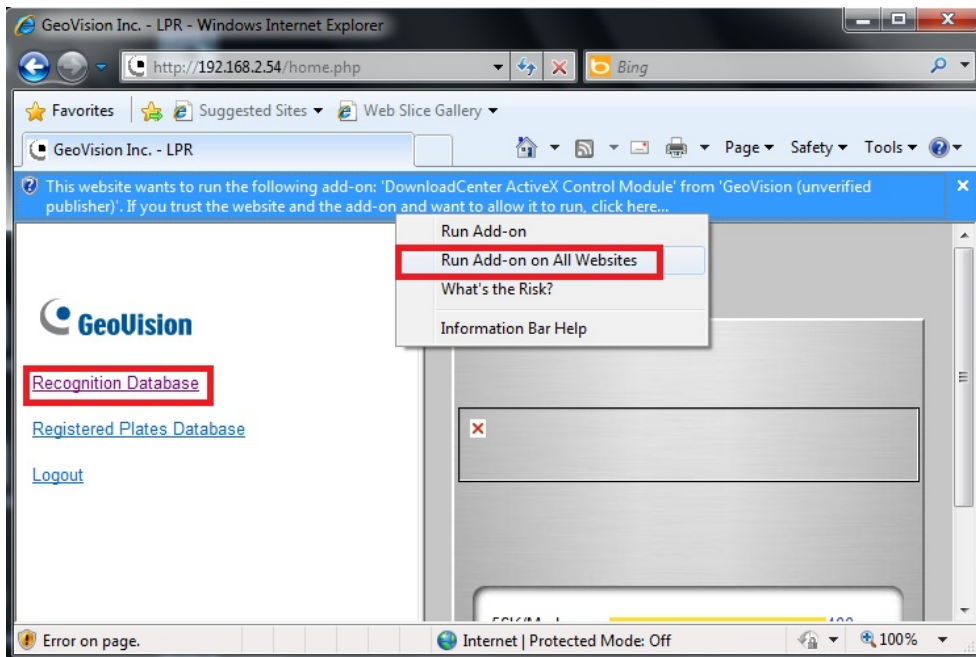 GeoVision Inc. - LPR - Windows Internet Explorer
http://192.168.2.54/home.php
Bing
Favorites
Suggested Sites
Web Slice Gallery
GeoVision Inc. - LPR
Page
Safety
Tools
This website wants to run the following add-on: 'DownloadCenter ActiveX Control Module' from 'GeoVision (unverified
publisher)'. If you trust the website and the add-on and want to allow it to run, click here...
Run Add-on
Run Add-on on All Websites
What's the Risk?
Information Bar Help
GeoVision
Recognition Database
Registered Plates Database
Logout
Error on page.
Internet | Protected Mode: Off
100%